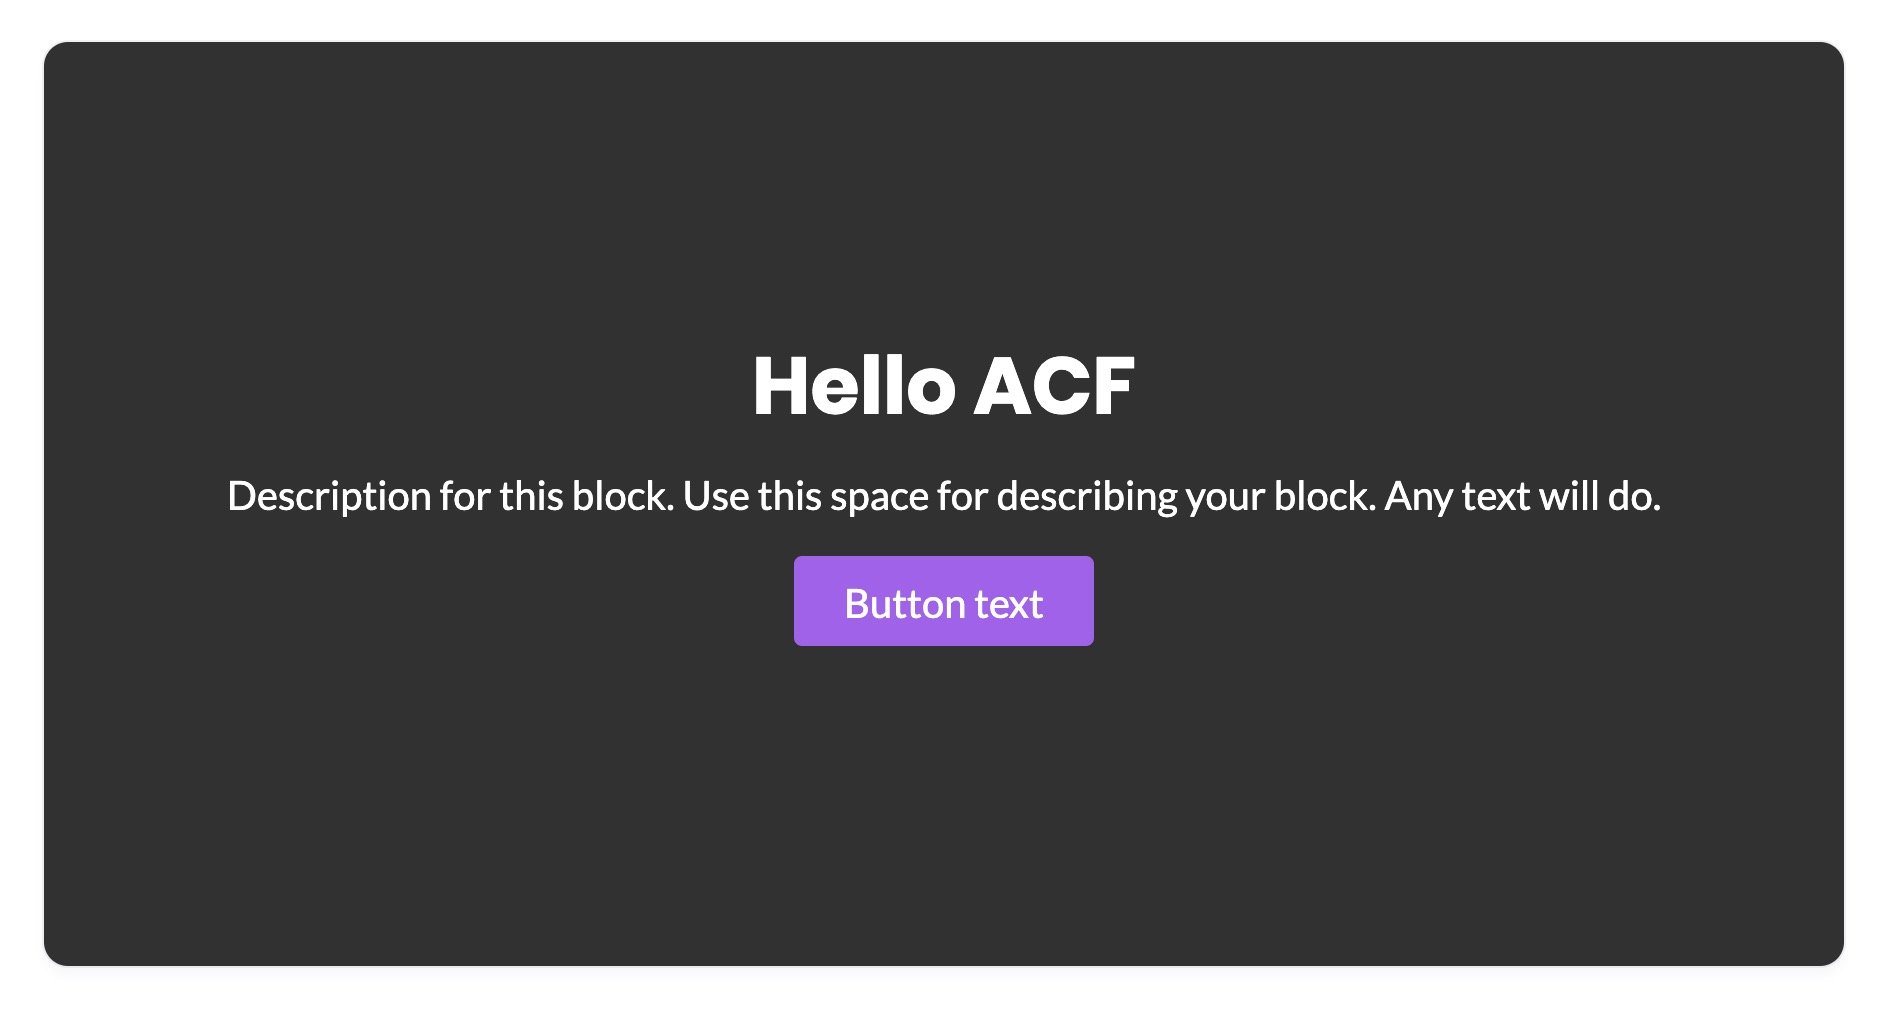 Hello ACF
Description for this block. Use this space for describing your block. Any text will do.
Button text